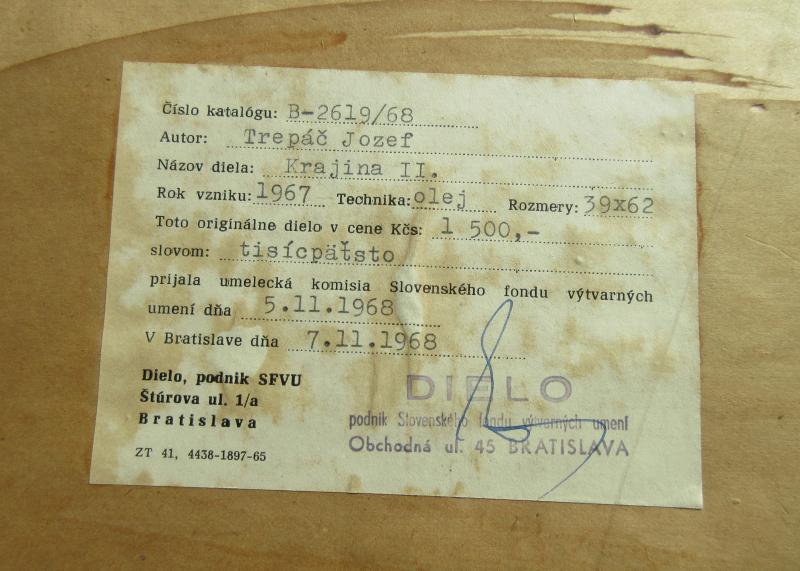 Číslo katalógu: B-2619/68
Autor: Trepáč Jozef
Názov diela: Krajina II.
Rok vzniku: 1967 Technika: olej Rozmery: 39x62
Toto originálne dielo v cene Kčs: 1 500,-
slovom: tisícpäťsto
prijala umelecká komisia Slovenského fondu výtvarných
umení dňa 5.11.1968
V Bratislave dňa 7.11.1968
Dielo, podnik SFVU
Štúrova ul. 1/a
Bratislava
ZT 41, 4438-1897-65
DIELO
podnik Slovenského fondu výtvarných umení
Obchodná ul. 45 BRATISLAVA